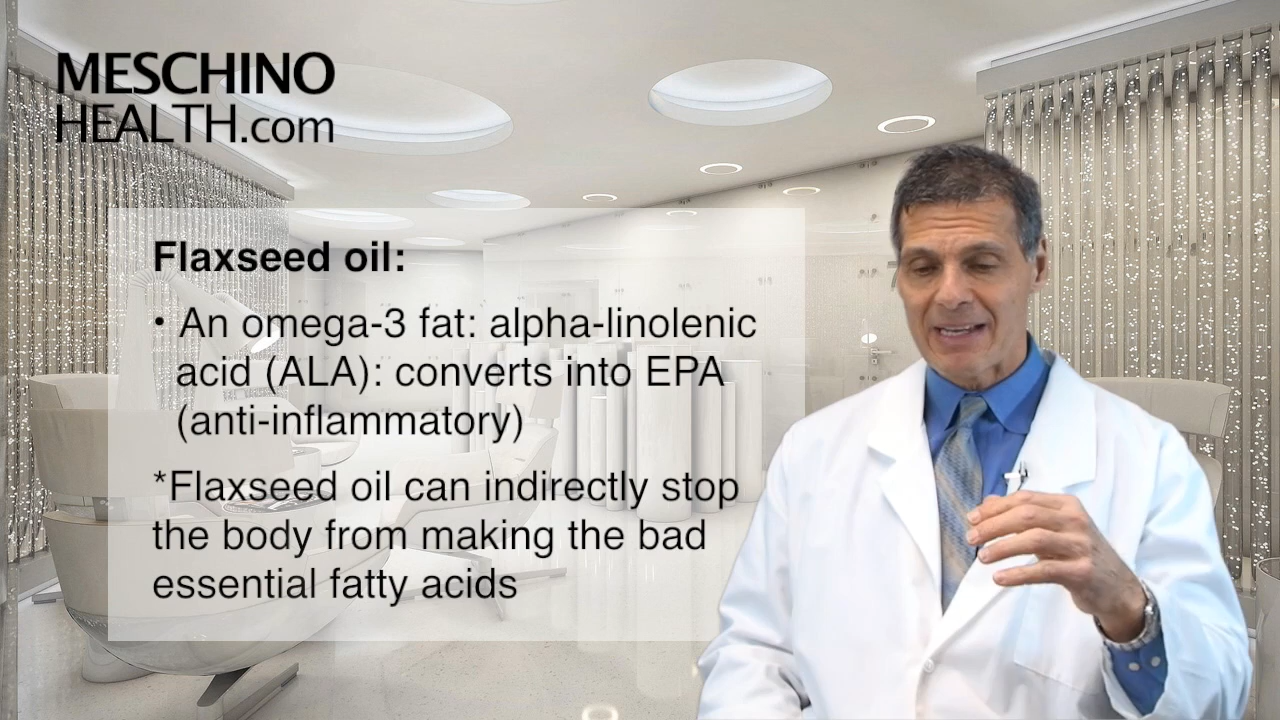 MESCHINO
HEALTH.com
Flaxseed oil:
• An omega-3 fat: alpha-linolenic
acid (ALA): converts into EPA
(anti-inflammatory)
*Flaxseed oil can indirectly stop
the body from making the bad
essential fatty acids